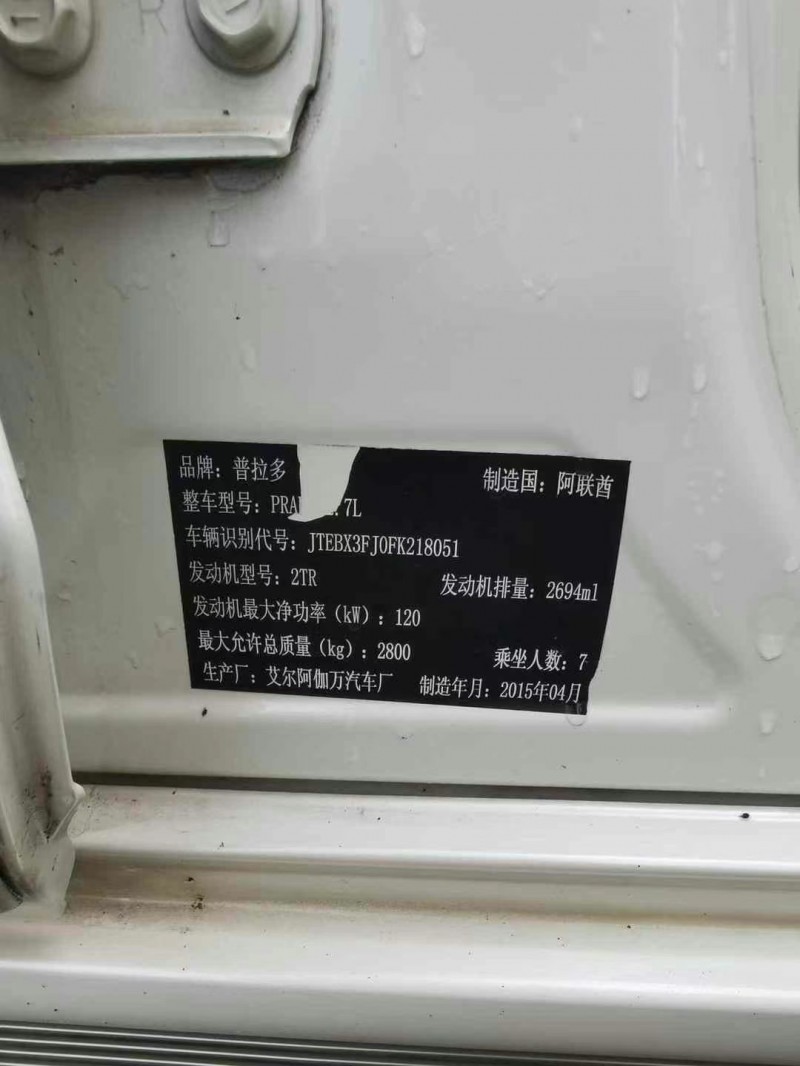 R
品牌：普拉多 制造国：阿联酋
整车型号：PRA 7L
车辆识别代号：JTEBX3FJ0FK218051
发动机型号：2TR 发动机排量：2694ml
发动机最大净功率（kW）：120
最大允许总质量（kg）：2800 乘坐人数：7
生产厂：艾尔阿伽万汽车厂 制造年月：2015年04月